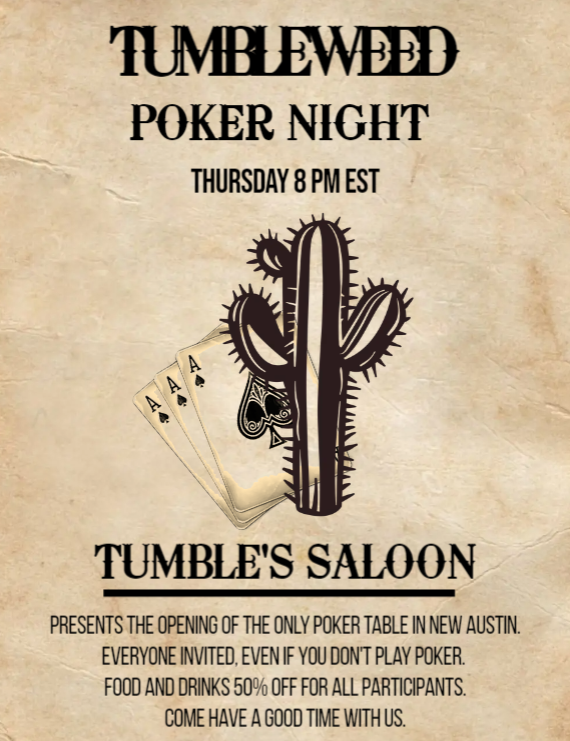 TUMBLEWEED
POKER NIGHT
THURSDAY 8 PM EST
A
A
A
TUMBLE'S SALOON
PRESENTS THE OPENING OF THE ONLY POKER TABLE IN NEW AUSTIN.
EVERYONE INVITED, EVEN IF YOU DON'T PLAY POKER.
FOOD AND DRINKS 50% OFF FOR ALL PARTICIPANTS.
COME HAVE A GOOD TIME WITH US.